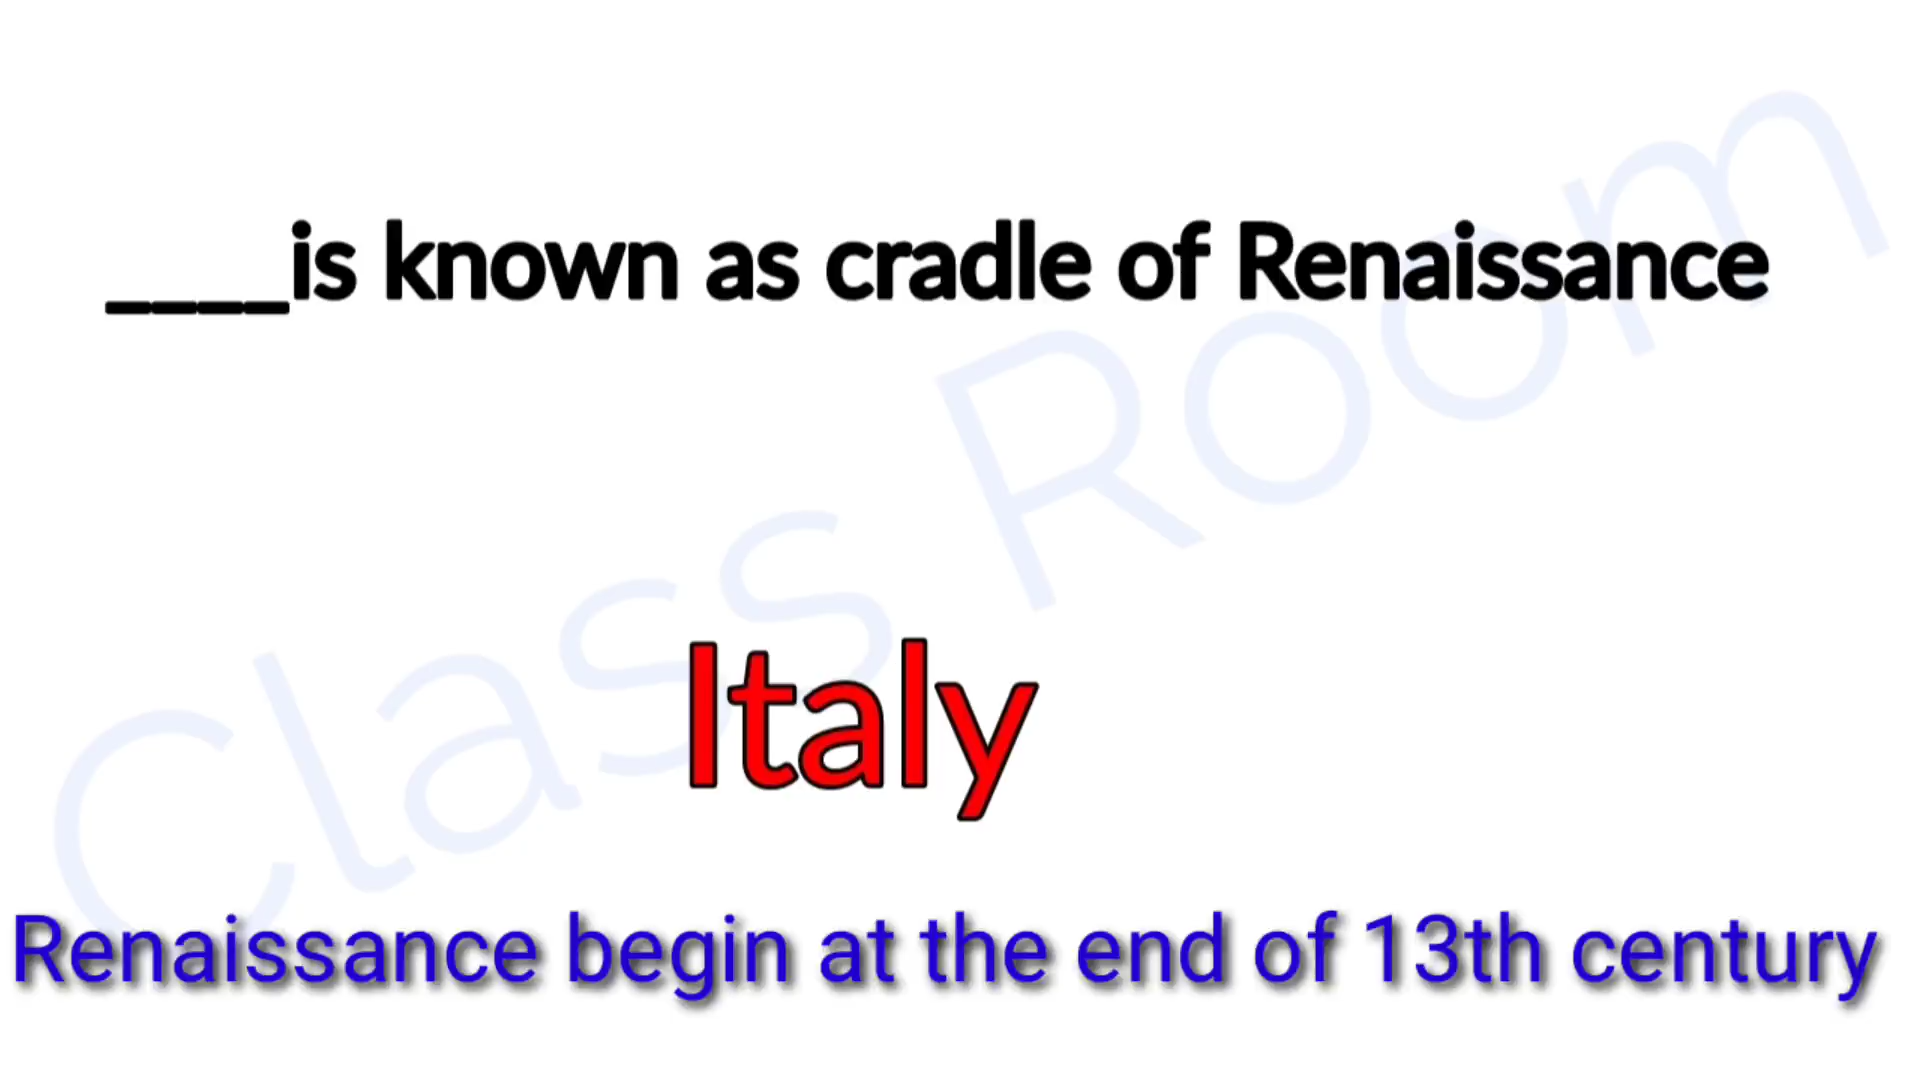 ____is known as cradle of Renaissance
Italy
Renaissance begin at the end of 13th century
Class Room